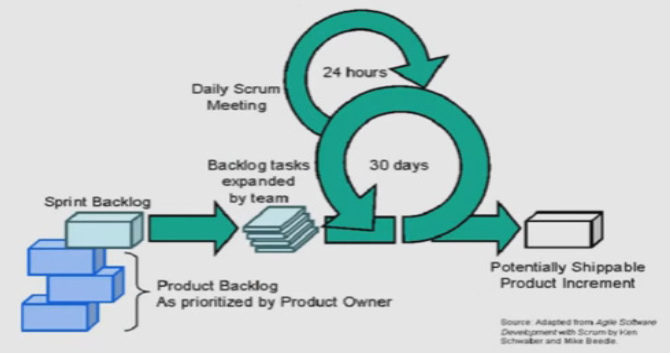 24 hours
Daily Scrum
Meeting
Backlog tasks
expanded
by team
30 days
Sprint Backlog
Product Backlog
As prioritized by Product Owner
Potentially Shippable
Product Increment
Source: Adapted from Agile Software
Development with Scrum by Ken
Schwaber and Mike Beedle.